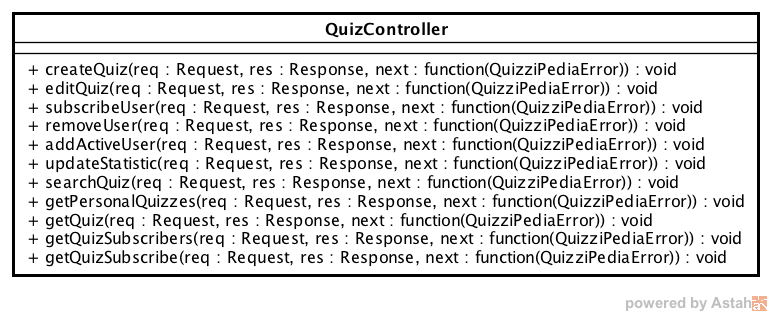 QuizController
+ createQuiz(req : Request, res : Response, next : function(QuizziPediaError)) : void
+ editQuiz(req : Request, res : Response, next : function(QuizziPediaError)) : void
+ subscribeUser(req : Request, res : Response, next : function(QuizziPediaError)) : void
+ removeUser(req : Request, res : Response, next : function(QuizziPediaError)) : void
+ addActiveUser(req : Request, res : Response, next : function(QuizziPediaError)) : void
+ updateStatistic(req : Request, res : Response, next : function(QuizziPediaError)) : void
+ searchQuiz(req : Request, res : Response, next : function(QuizziPediaError)) : void
+ getPersonalQuizzes(req : Request, res : Response, next : function(QuizziPediaError)) : void
+ getQuiz(req : Request, res : Response, next : function(QuizziPediaError)) : void
+ getQuizSubscribers(req : Request, res : Response, next : function(QuizziPediaError)) : void
+ getQuizSubscribe(req : Request, res : Response, next : function(QuizziPediaError)) : void
powered by Astah